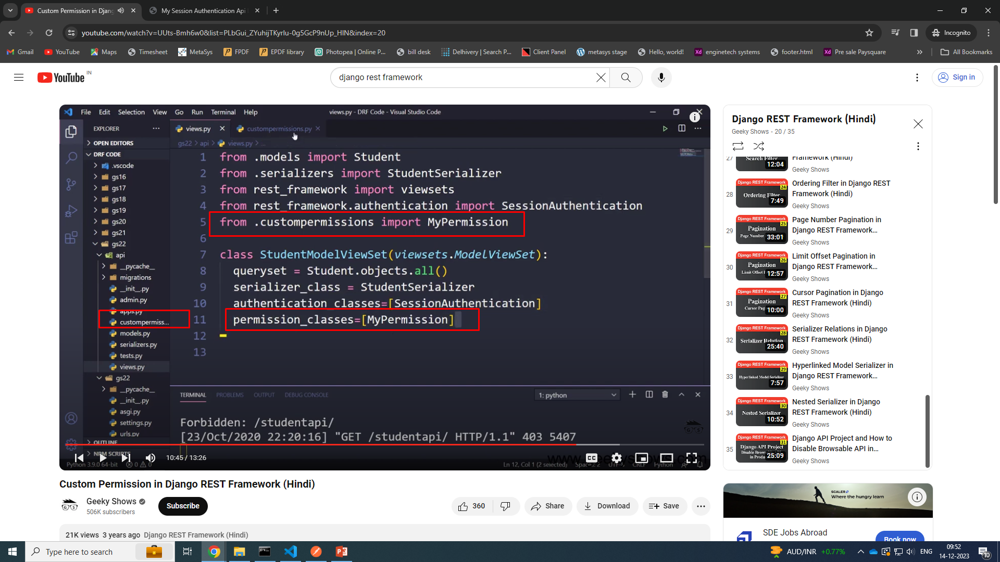 Custom Permission in Djang
My Session Authentication Api
youtube.com/watch?v=UUts-Bmh6w0&list=PLbGui_ZYuhijTKyrlu-0g5GcP9nUp_HIN&index=20
Incognito
Gmail
YouTube
Maps
Timesheet
MetaSys
FPDF
EPDF library
Photopea | Online P...
bill desk
Delhivery | Search P...
Client Panel
metasys stage
Hello, world!
enginetech systems
footer.html
Pre sale Paysquare
All Bookmarks
YouTube IN
django rest framework
Sign in
File Edit Selection View Go Run Terminal Help
views.py - DRF Code - Visual Studio Code
EXPLORER
views.py
custompermissions.py
gs22 > api > views.py > ...
OPEN EDITORS
DRF CODE
.vscode
gs16
gs17
gs18
gs19
gs20
gs21
gs22
api
__pycache__
migrations
__init__.py
admin.py
apps.py
custompermiss...
models.py
serializers.py
tests.py
views.py
gs22
__pycache__
__init__.py
asgi.py
settings.py
urls.py
OUTLINE
NPM SCRIPTS
1 from .models import Student
2 from .serializers import StudentSerializer
3 from rest_framework import viewsets
4 from rest_framework.authentication import SessionAuthentication
5 from .custompermissions import MyPermission
6
7 class StudentModelViewSet(viewsets.ModelViewSet):
8 queryset = Student.objects.all()
9 serializer_class = StudentSerializer
10 authentication_classes=[SessionAuthentication]
11 permission_classes=[MyPermission]
12
13
TERMINAL PROBLEMS OUTPUT DEBUG CONSOLE
1: python
Forbidden: /studentapi/
[23/Oct/2020 22:20:16] "GET /studentapi/ HTTP/1.1" 403 5407
10:45 / 13:26
CC
Python 3.9.0 64-bit 0 0
Ln 12, Col 1 (2 selected) Spaces: 2 UTF-8 CRLF Python
Custom Permission in Django REST Framework (Hindi)
Geeky Shows
506K subscribers
Subscribe
360
Share
Download
Save
21K views 3 years ago Django REST Framework (Hindi)
Django REST Framework (Hindi)
Geeky Shows - 20 / 35
27
Search Filter
12:04
Framework (Hindi)
Geeky Shows
28
Django REST Framework
24
Ordering Filter
7:49
Ordering Filter in Django REST
Framework (Hindi)
Geeky Shows
29
Django REST Framework
25
Pagination
Page Number
33:01
Page Number Pagination in
Django REST Framework...
Geeky Shows
30
Django REST Framework
26
Pagination
Limit Offset
12:57
Limit Offset Pagination in
Django REST Framework...
Geeky Shows
31
Django REST Framework
27
Pagination
Cursor Pag
10:00
Cursor Pagination in Django
REST Framework (Hindi)
Geeky Shows
32
Django REST Framework
28
Serializer Relation
25:40
Serializer Relations in Django
REST Framework (Hindi)
Geeky Shows
33
Django REST Framework
29
Hyperlinked Model Serializer
7:57
Hyperlinked Model Serializer in
Django REST Framework...
Geeky Shows
34
Django REST Framework
30
Nested Serializer
10:52
Nested Serializer in Django
REST Framework (Hindi)
Geeky Shows
35
Django REST Framework
31
Django API Project
Disable Brows
in Produ
25:09
Django API Project and How to
Disable Browsable API in...
Geeky Shows
SCALER
Where the hungry learn
SDE Jobs Abroad
Book now
Type here to search
AUD/INR +0.77%
ENG
09:52
14-12-2023
10